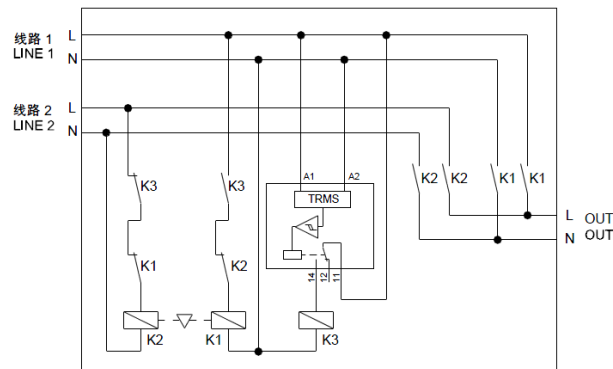 线路 1 L
LINE 1 N
线路 2 L
LINE 2 N
K3 K3 A1 A2 K2 K2 K1 K1
TRMS
L OUT
N OUT
K1 K2
14 12 11
K2 K1 K3